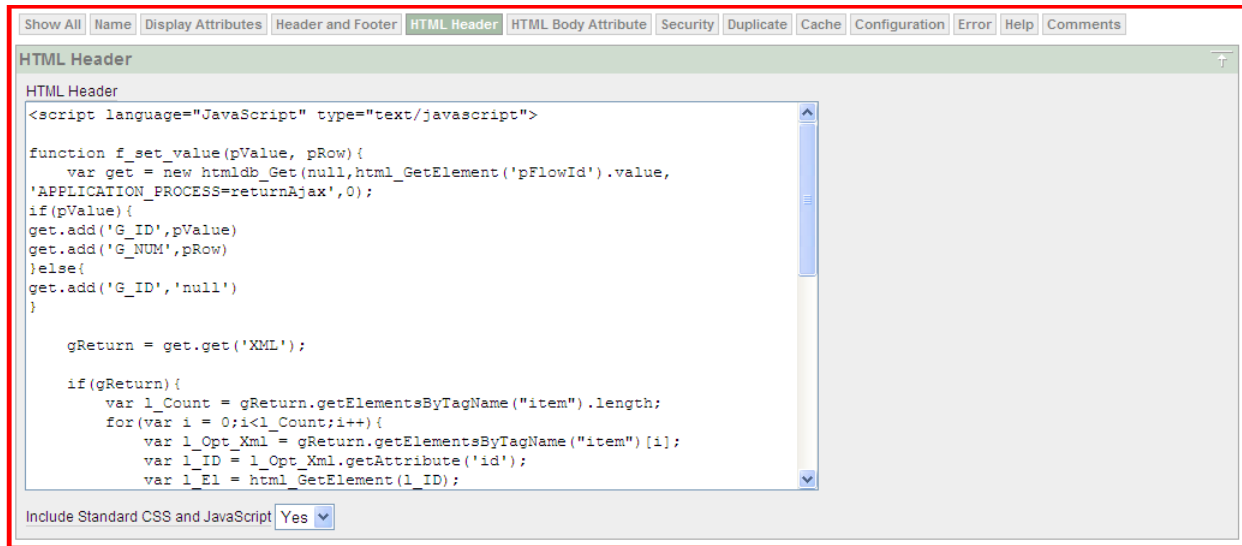 Show All Name Display Attributes Header and Footer HTML Header HTML Body Attribute Security Duplicate Cache Configuration Error Help Comments
HTML Header
HTML Header
<script language="JavaScript" type="text/javascript">
function f_set_value(pValue, pRow){
    var get = new htmldb_Get(null,html_GetElement('pFlowId').value,
'APPLICATION_PROCESS=returnAjax',0);
if(pValue){
get.add('G_ID',pValue)
get.add('G_NUM',pRow)
}else{
get.add('G_ID','null')
}
    gReturn = get.get('XML');
    if(gReturn){
        var l_Count = gReturn.getElementsByTagName("item").length;
        for(var i = 0;i<l_Count;i++){
            var l_Opt_Xml = gReturn.getElementsByTagName("item")[i];
            var l_ID = l_Opt_Xml.getAttribute('id');
            var l_El = html_GetElement(l_ID);
Include Standard CSS and JavaScript Yes